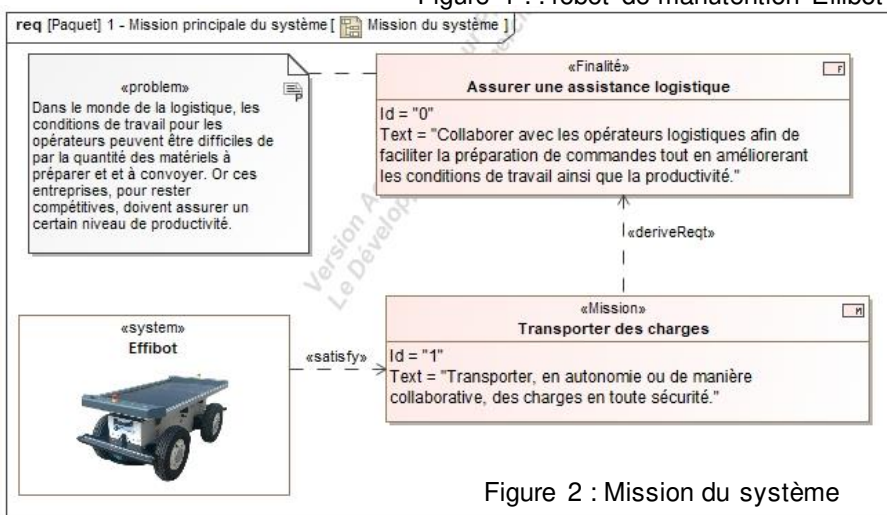 Figure 1 : : robot de manutention Effibot
req [Paquet] 1 - Mission principale du système [ Mission du système ]
«problem»
Dans le monde de la logistique, les
conditions de travail pour les
opérateurs peuvent être difficiles de
par la quantité des matériels à
préparer et et à convoyer. Or ces
entreprises, pour rester
compétitives, doivent assurer un
certain niveau de productivité.
P
«Finalité»
F
Assurer une assistance logistique
Id = "0"
Text = "Collaborer avec les opérateurs logistiques afin de
faciliter la préparation de commandes tout en améliorerant
les conditions de travail ainsi que la productivité."
«deriveReqt»
«system»
Effibot
«satisfy»
«Mission»
M
Transporter des charges
Id = "1"
Text = "Transporter, en autonomie ou de manière
collaborative, des charges en toute sécurité."
Version
Le
Figure 2 : Mission du système